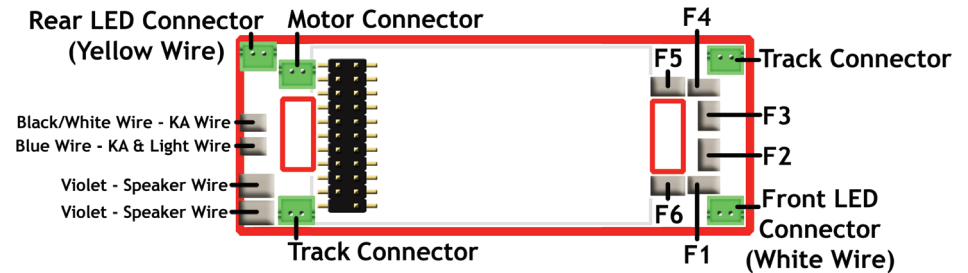 Rear LED Connector
(Yellow Wire)
Motor Connector
F4
F5
Track Connector
Black/White Wire - KA Wire
F3
Blue Wire - KA & Light Wire
F2
Violet - Speaker Wire
Violet - Speaker Wire
F6
F1
Front LED
Connector
(White Wire)
Track Connector